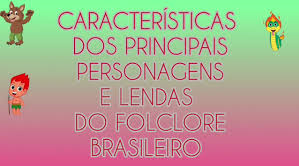 CARACTERÍSTICAS
DOS PRINCIPAIS
PERSONAGENS
E LENDAS
DO FOLCLORE
BRASILEIRO